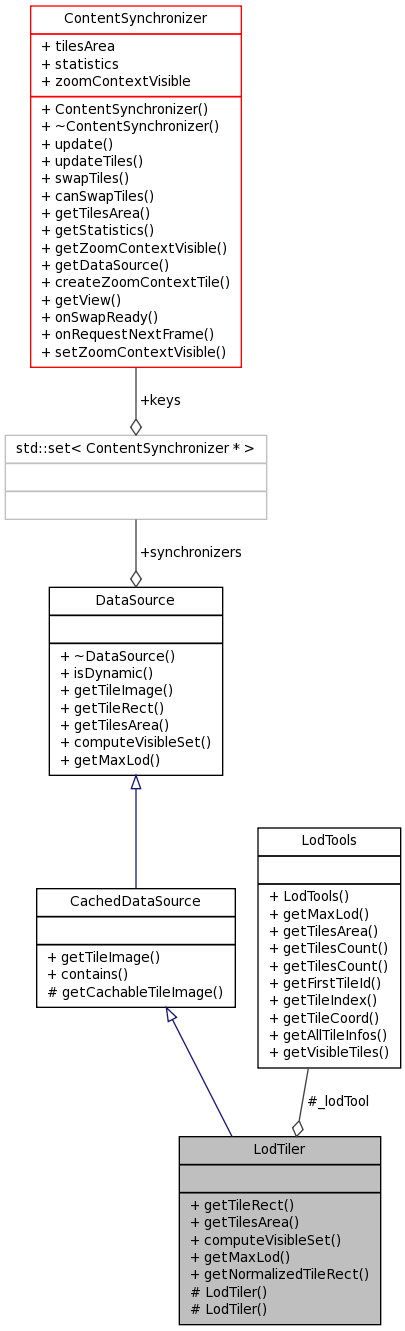 ContentSynchronizer
+ tilesArea
+ statistics
+ zoomContextVisible
+ ContentSynchronizer()
+ ~ContentSynchronizer()
+ update()
+ updateTiles()
+ swapTiles()
+ canSwapTiles()
+ getTilesArea()
+ getStatistics()
+ getZoomContextVisible()
+ getDataSource()
+ createZoomContextTile()
+ getView()
+ onSwapReady()
+ onRequestNextFrame()
+ setZoomContextVisible()
+keys
std::set< ContentSynchronizer * >
+synchronizers
DataSource
+ ~DataSource()
+ isDynamic()
+ getTileImage()
+ getTileRect()
+ getTilesArea()
+ computeVisibleSet()
+ getMaxLod()
CachedDataSource
+ getTileImage()
+ contains()
# getCachableTileImage()
LodTools
+ LodTools()
+ getMaxLod()
+ getTilesArea()
+ getTilesCount()
+ getTilesCount()
+ getFirstTileId()
+ getTileIndex()
+ getTileCoord()
+ getAllTileInfos()
+ getVisibleTiles()
#_lodTool
LodTiler
+ getTileRect()
+ getTilesArea()
+ computeVisibleSet()
+ getMaxLod()
+ getNormalizedTileRect()
# LodTiler()
# LodTiler()